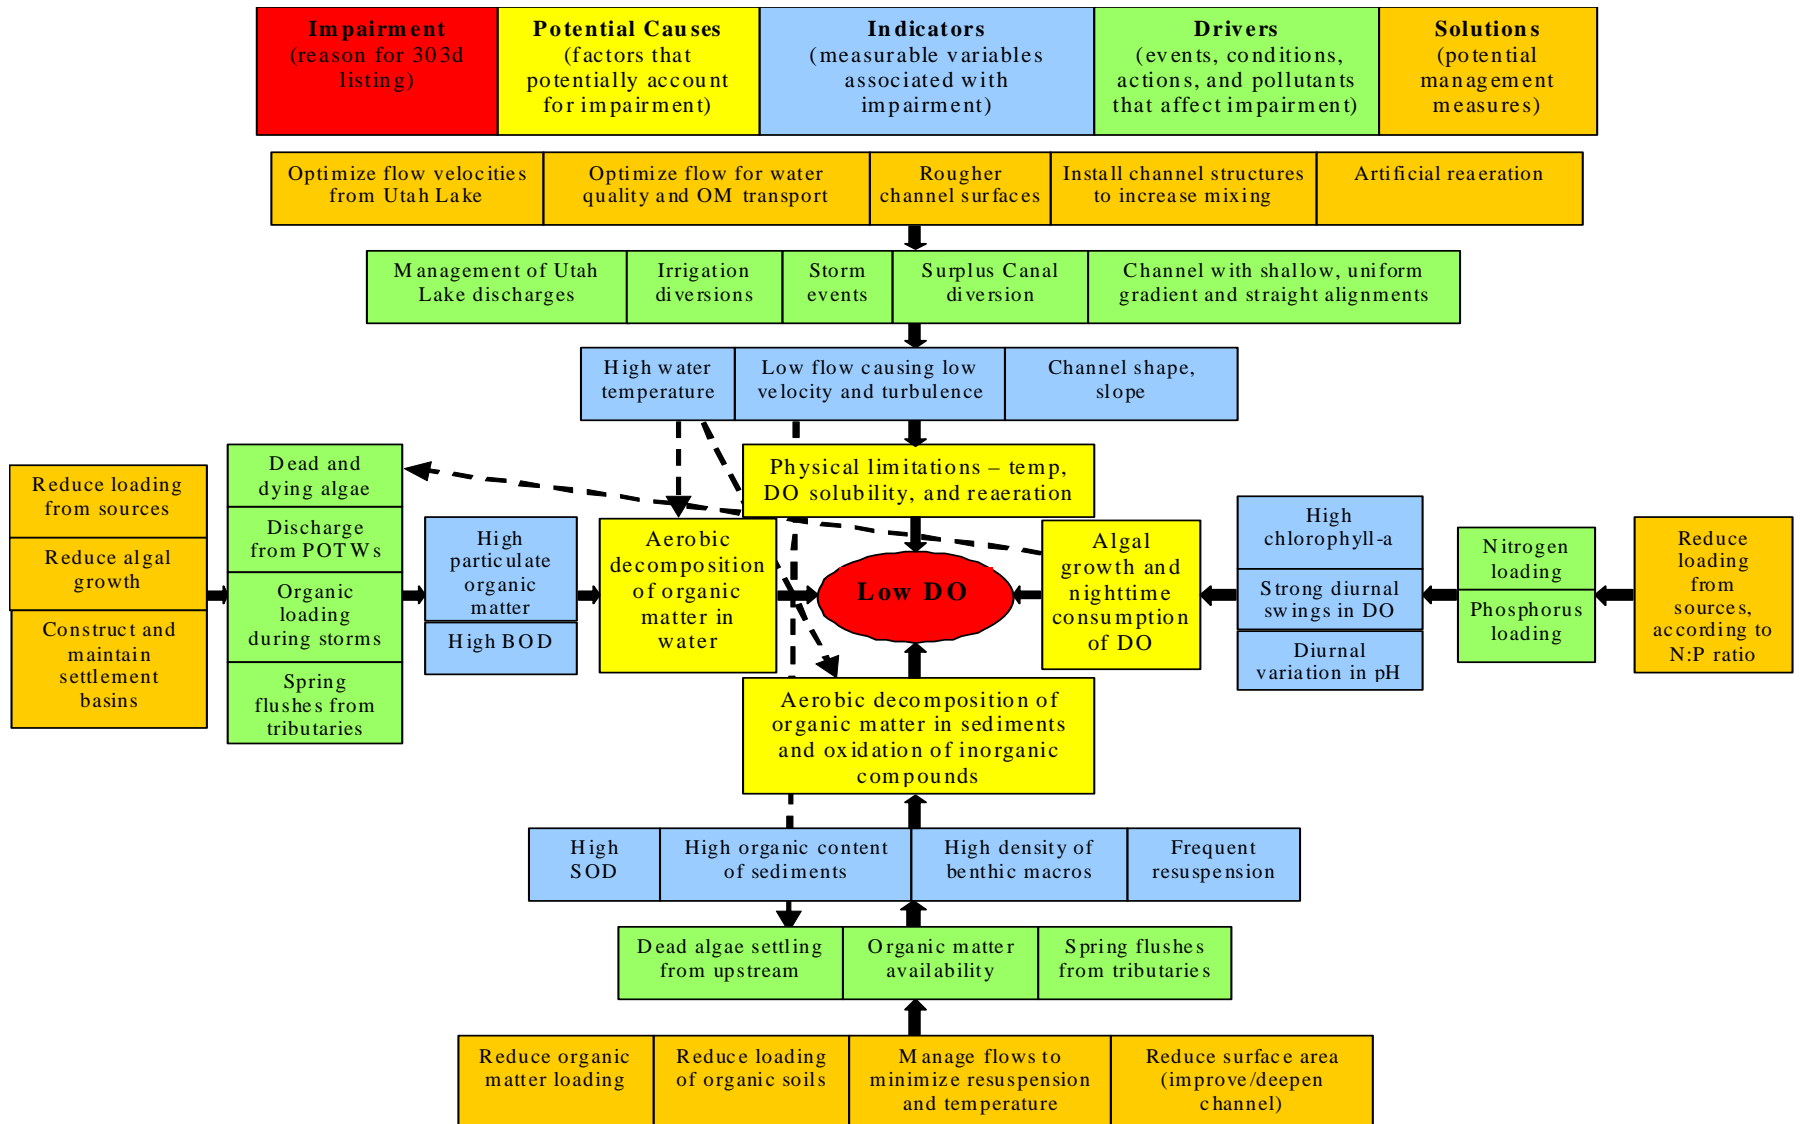 Impairment
(reason for 303d
listing)
Potential Causes
(factors that
potentially account
for impairment)
Indicators
(measurable variables
associated with
impairment)
Drivers
(events, conditions,
actions, and pollutants
that affect impairment)
Solutions
(potential
management
measures)
Optimize flow velocities
from Utah Lake
Optimize flow for water
quality and OM transport
Rougher
channel surfaces
Install channel structures
to increase mixing
Artificial reaeration
Management of Utah
Lake discharges
Irrigation
diversions
Storm
events
Surplus Canal
diversion
Channel with shallow, uniform
gradient and straight alignments
High water
temperature
Low flow causing low
velocity and turbulence
Channel shape,
slope
Physical limitations – temp,
DO solubility, and reaeration
Reduce loading
from sources
Reduce algal
growth
Construct and
maintain
settlement
basins
Dead and
dying algae
Discharge
from POTWs
Organic
loading
during storms
Spring
flushes from
tributaries
High
particulate
organic
matter
High BOD
Aerobic
decomposition
of organic
matter in
water
Low DO
Algal
growth and
nighttime
consumption
of DO
High
chlorophyll-a
Strong diurnal
swings in DO
Diurnal
variation in pH
Nitrogen
loading
Phosphorus
loading
Reduce
loading
from
sources,
according to
N:P ratio
Aerobic decomposition of
organic matter in sediments
and oxidation of inorganic
compounds
High
SOD
High organic content
of sediments
High density of
benthic macros
Frequent
resuspension
Dead algae settling
from upstream
Organic matter
availability
Spring flushes
from tributaries
Reduce organic
matter loading
Reduce loading
of organic soils
Manage flows to
minimize resuspension
and temperature
Reduce surface area
(improve/deepen
channel)